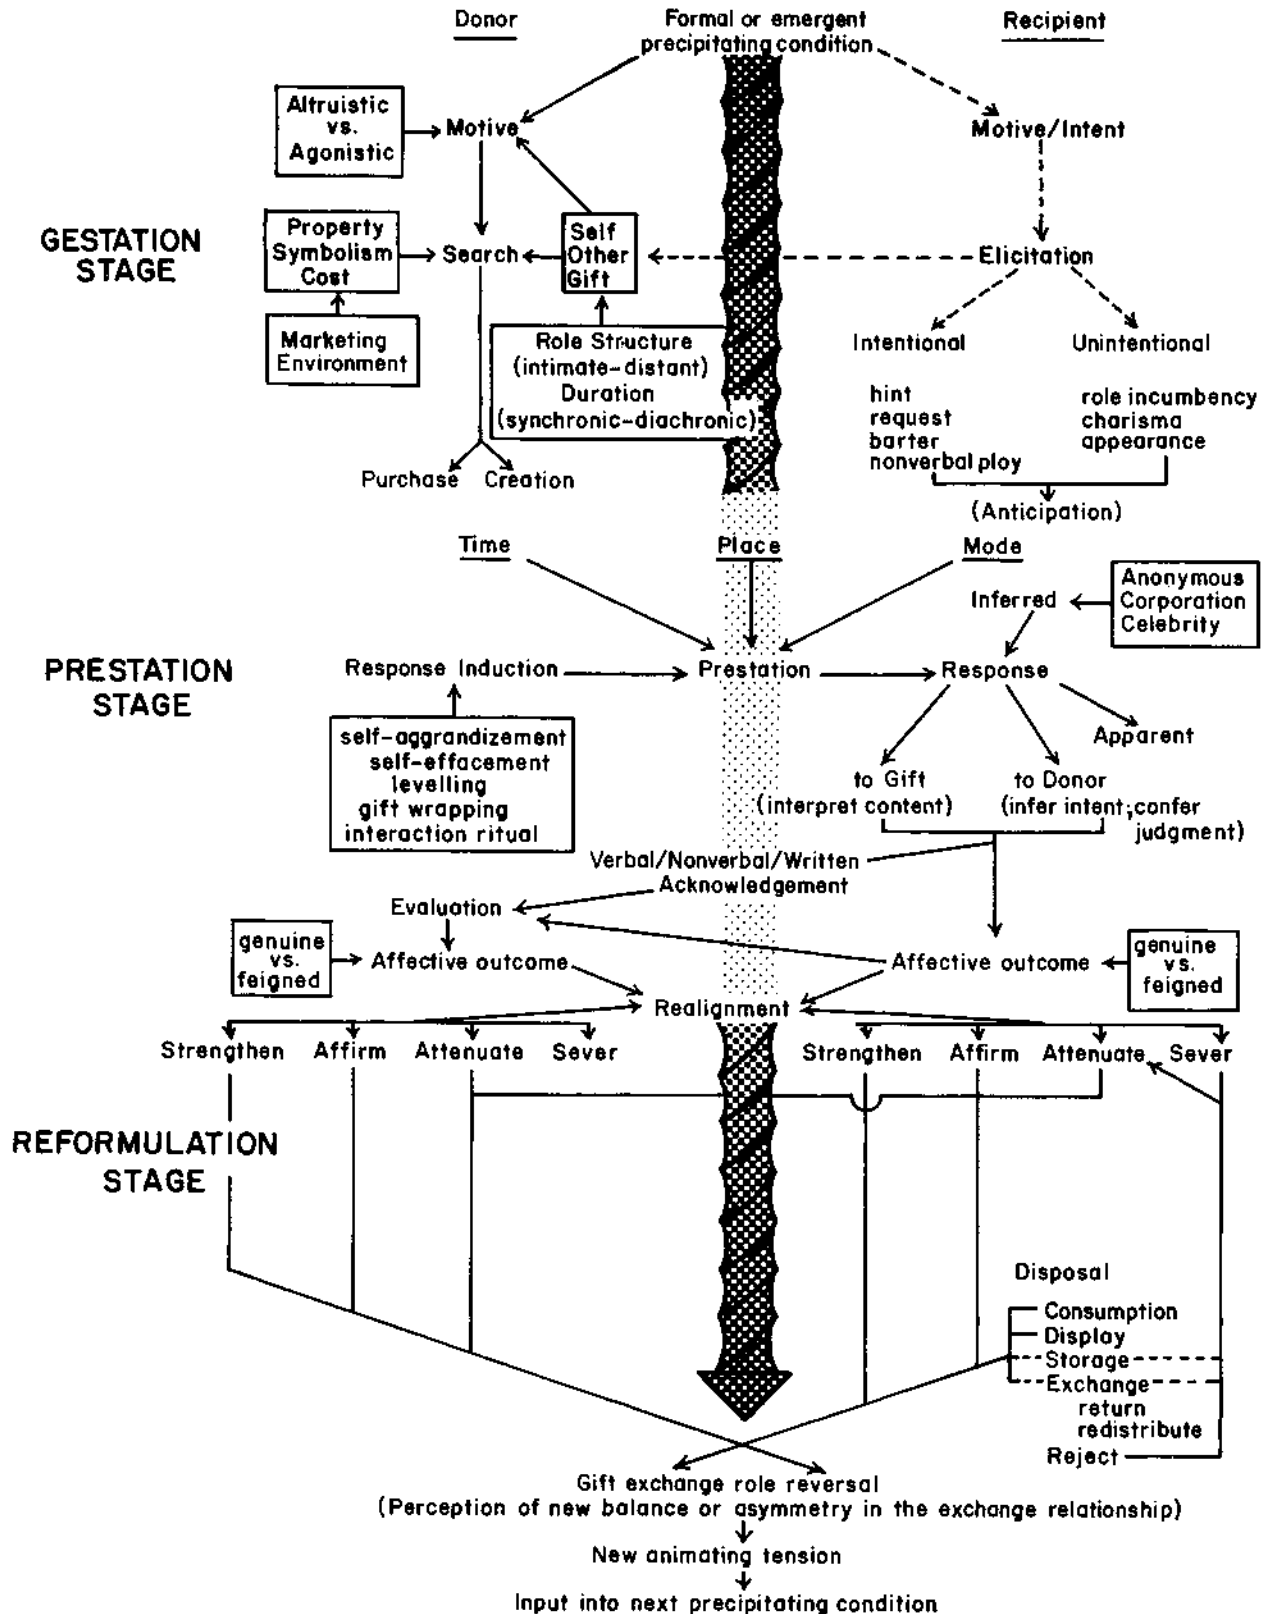 Donor
Formal or emergent
precipitating condition
Recipient
Altruistic
vs.
Agonistic
Motive
Motive/Intent
GESTATION
STAGE
Property
Symbolism
Cost
Search
Self
Other
Gift
Elicitation
Marketing
Environment
Role Structure
(intimate-distant)
Duration
(synchronic-diachronic)
Intentional
Unintentional
hint
request
barter
nonverbal ploy
role incumbency
charisma
appearance
Purchase
Creation
(Anticipation)
Time
Place
Mode
Inferred
Anonymous
Corporation
Celebrity
PRESTATION
STAGE
Response Induction
Prestation
Response
self-aggrandizement
self-effacement
levelling
gift wrapping
interaction ritual
Apparent
to Gift
(interpret content)
to Donor
(infer intent; confer
judgment)
Verbal/Nonverbal/Written
Acknowledgement
Evaluation
genuine
vs.
feigned
Affective outcome
Affective outcome
genuine
vs.
feigned
Realignment
Strengthen
Affirm
Attenuate
Sever
Strengthen
Affirm
Attenuate
Sever
REFORMULATION
STAGE
Disposal
Consumption
Display
Storage
Exchange
return
redistribute
Reject
Gift exchange role reversal
(Perception of new balance or asymmetry in the exchange relationship)
New animating tension
Input into next precipitating condition